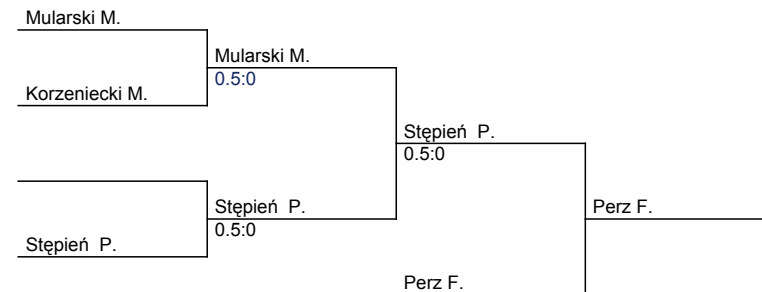 Mularski M.
Mularski M.
0.5:0
Korzeniecki M.
Stępień  P.
0.5:0
Stępień  P.
0.5:0
Perz F.
Stępień  P.
Perz F.